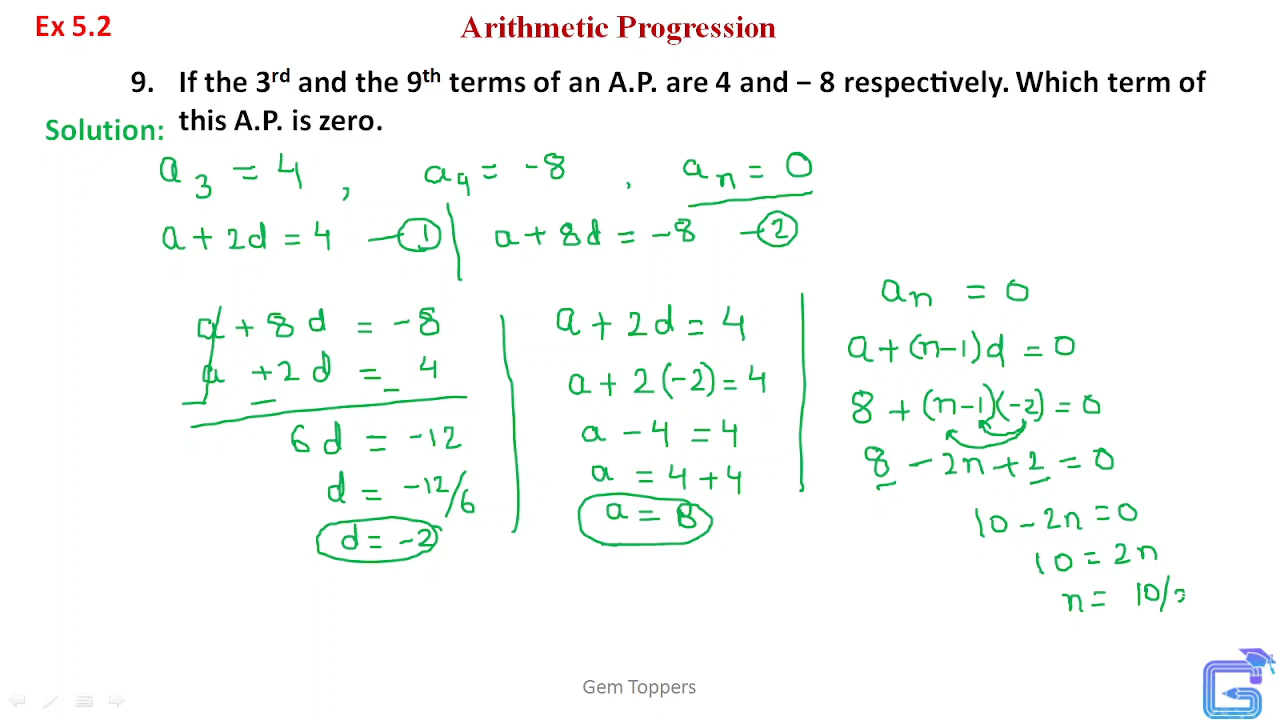 Ex 5.2
Arithmetic Progression
9. If the 3rd and the 9th terms of an A.P. are 4 and – 8 respectively. Which term of
this A.P. is zero.
Solution:
a3 = 4 , a9 = -8 , an = 0
a + 2d = 4 — 1
a + 8d = -8 — 2
a + 8d = -8
a + 2d = 4
– – –
6d = -12
d = -12/6
d = -2
a + 2d = 4
a + 2(-2) = 4
a - 4 = 4
a = 4 + 4
a = 8
an = 0
a + (n-1)d = 0
8 + (n-1)(-2) = 0
8 - 2n + 2 = 0
10 - 2n = 0
10 = 2n
n = 10/
Gem Toppers